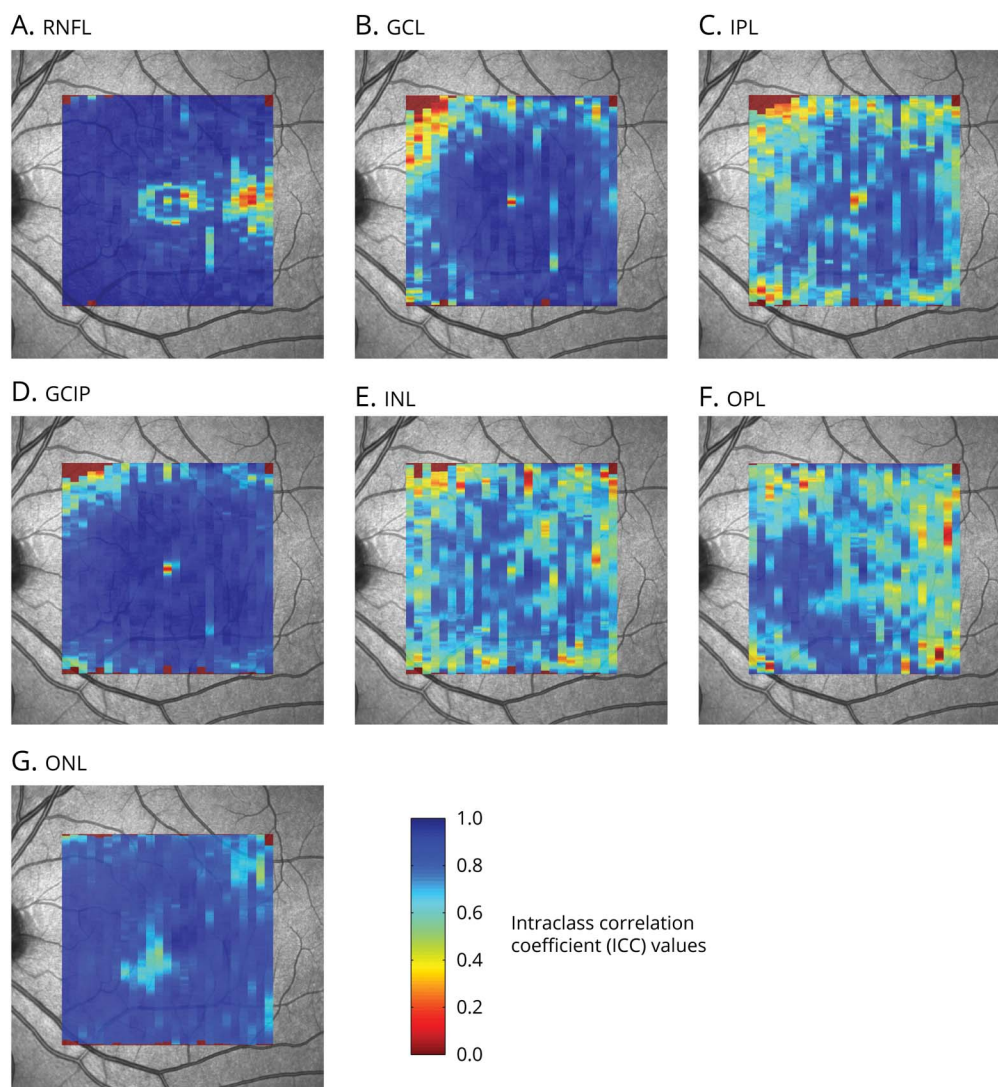 A. RNFL
B. GCL
C. IPL
D. GCIP
E. INL
F. OPL
G. ONL
1.0
0.8
0.6
0.4
0.2
0.0
Intraclass correlation
coefficient (ICC) values